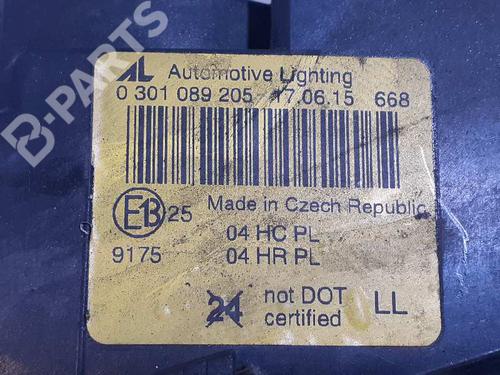 AL Automotive Lighting
0 301 089 205 17.06.15 668
E13 25 Made in Czech Republic
04 HC PL
9175 04 HR PL
24 not DOT LL
certified
B-PARTS